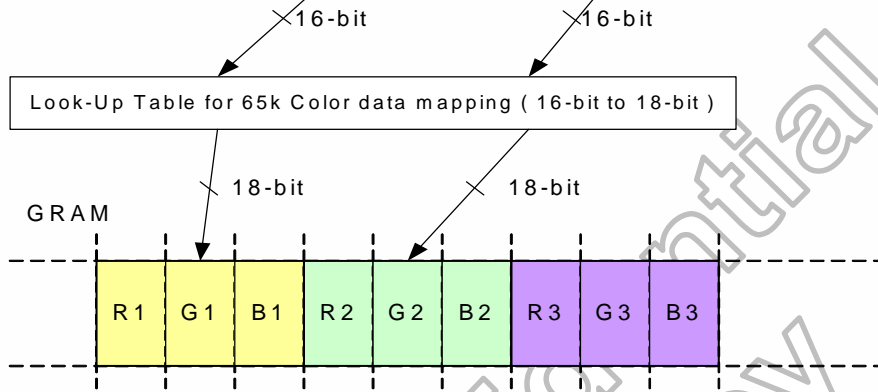 16-bit 16-bit
Look-Up Table for 65k Color data mapping ( 16-bit to 18-bit )
18-bit 18-bit
GRAM
R1 G1 B1 R2 G2 B2 R3 G3 B3
ntial